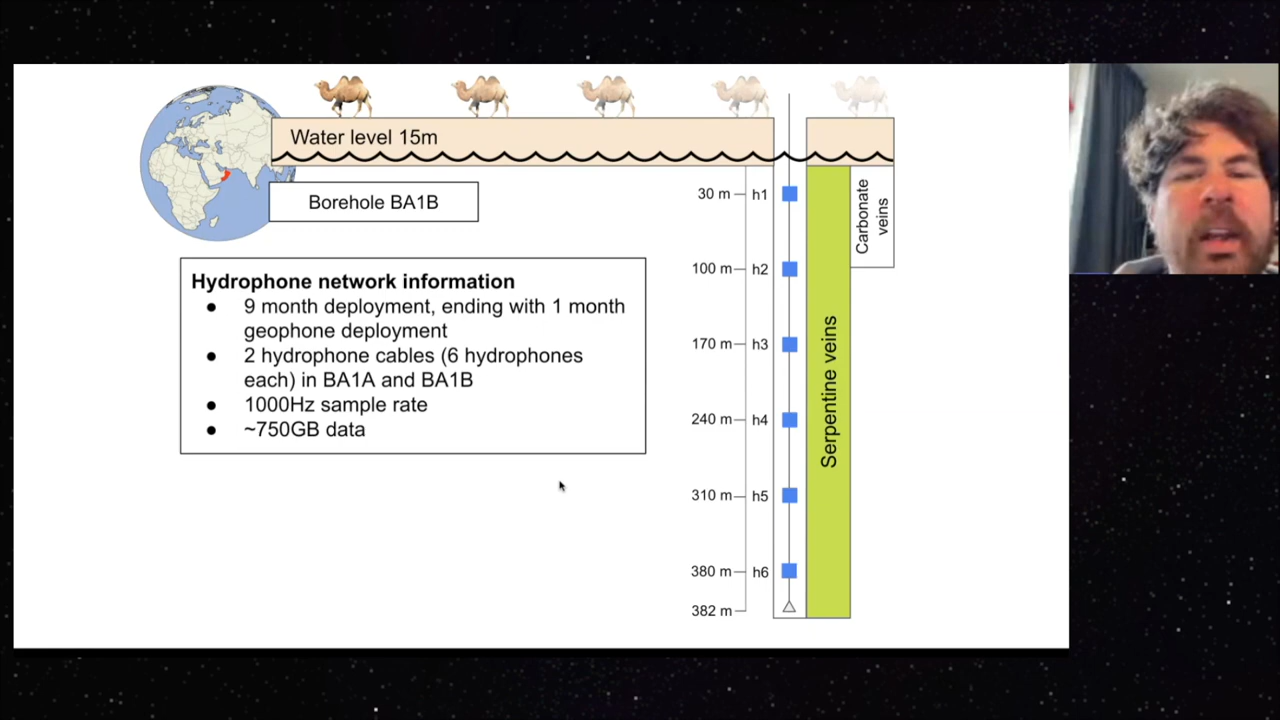 Water level 15m
Borehole BA1B
Hydrophone network information
● 9 month deployment, ending with 1 month
geophone deployment
● 2 hydrophone cables (6 hydrophones
each) in BA1A and BA1B
● 1000Hz sample rate
● ~750GB data
30 m
h1
100 m
h2
170 m
h3
240 m
h4
310 m
h5
380 m
h6
382 m
Serpentine veins
Carbonate
veins